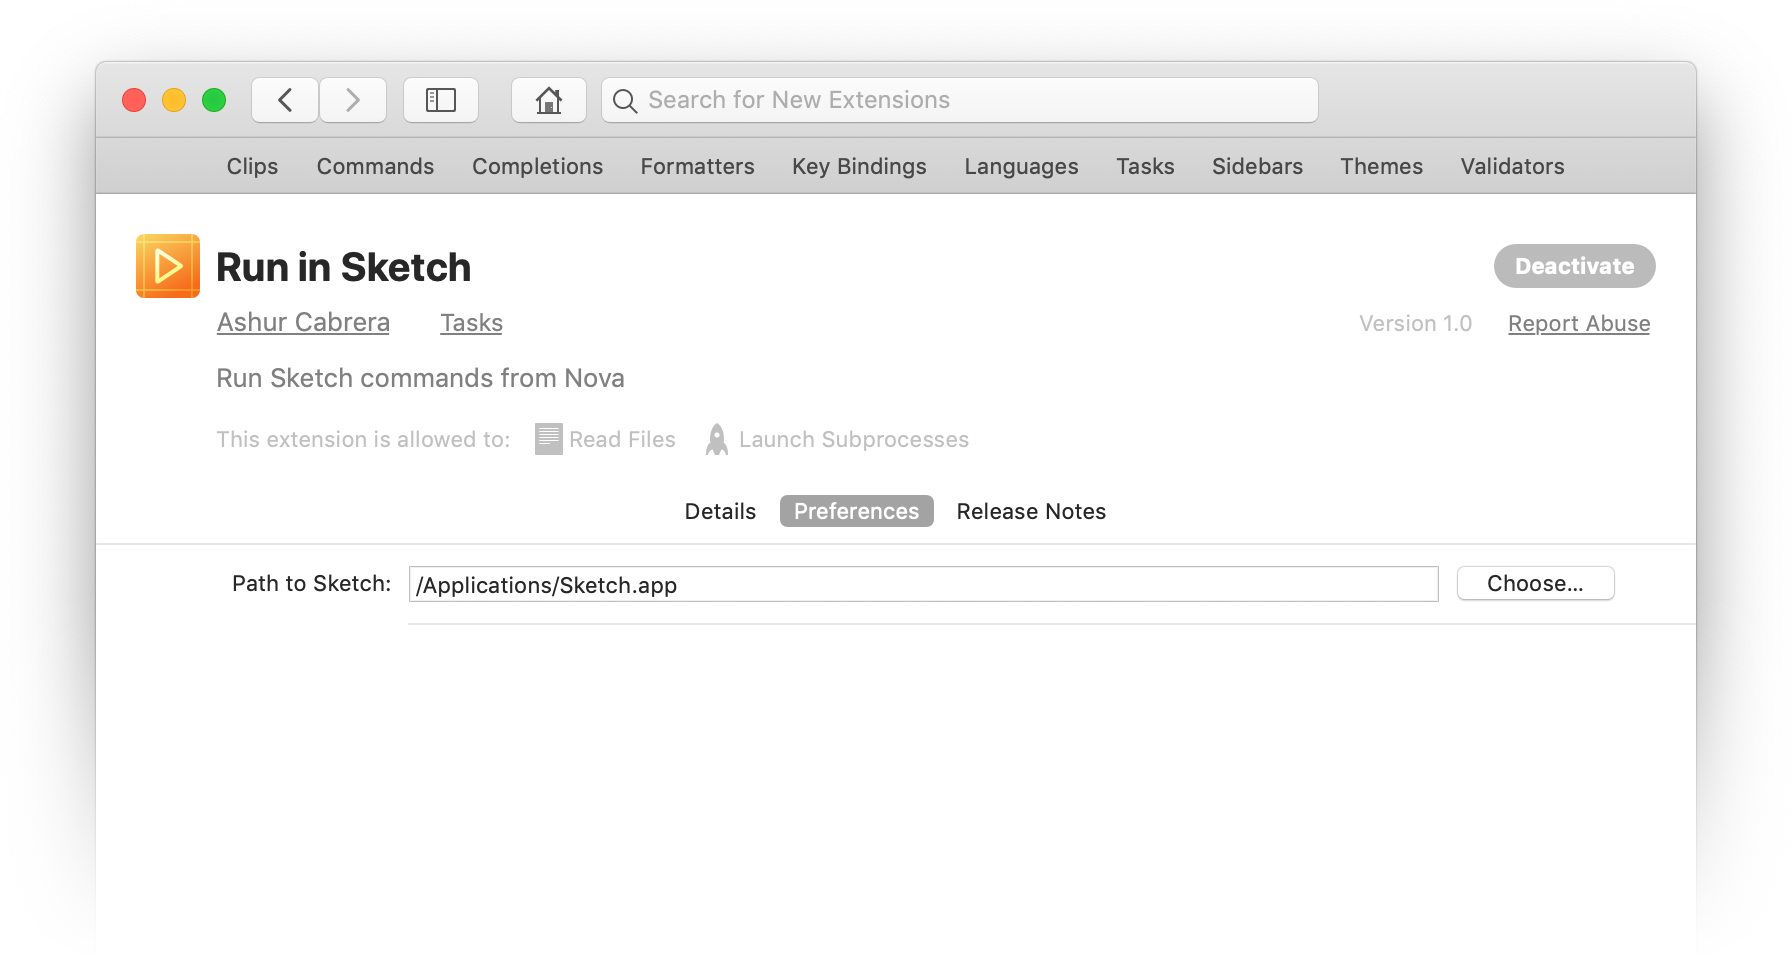 Search for New Extensions
Clips Commands Completions Formatters Key Bindings Languages Tasks Sidebars Themes Validators
Run in Sketch
Deactivate
Ashur Cabrera Tasks
Version 1.0 Report Abuse
Run Sketch commands from Nova
This extension is allowed to: Read Files Launch Subprocesses
Details Preferences Release Notes
Path to Sketch: /Applications/Sketch.app Choose...